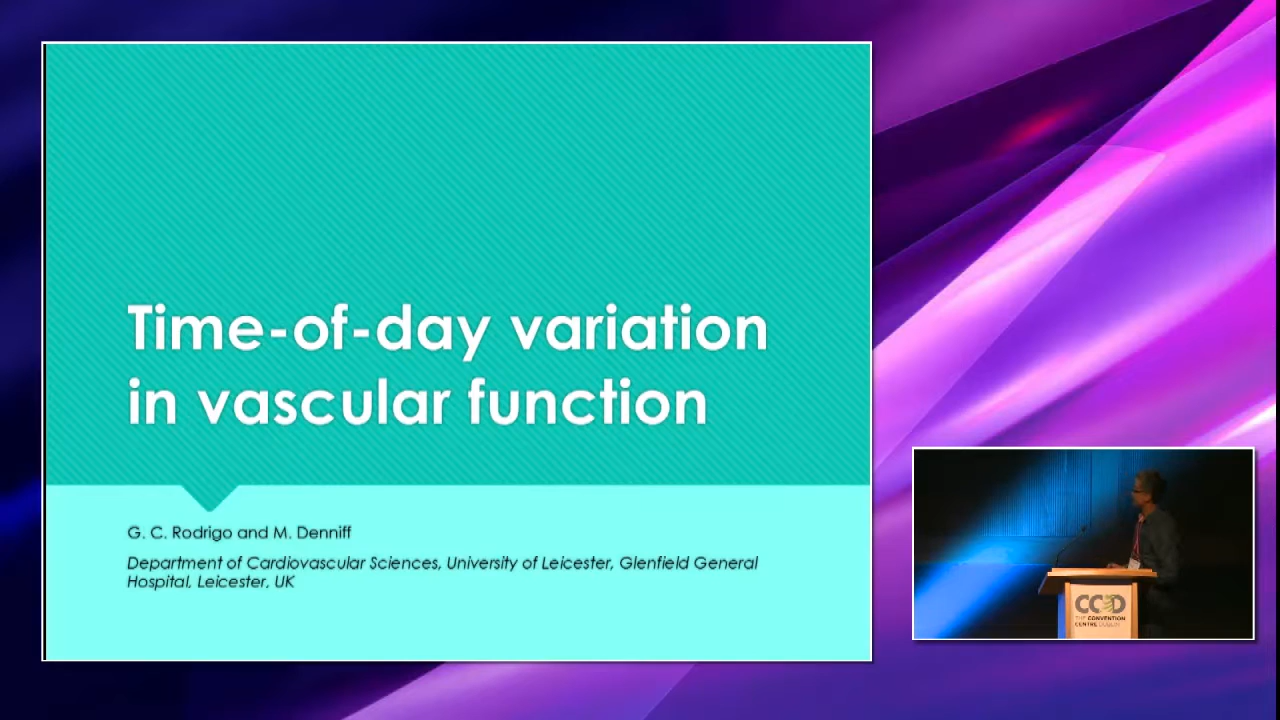 Time-of-day variation
in vascular function
G. C. Rodrigo and M. Denniff
Department of Cardiovascular Sciences, University of Leicester, Glenfield General
Hospital, Leicester, UK
CCD
THE CONVENTION
CENTRE DUBLIN